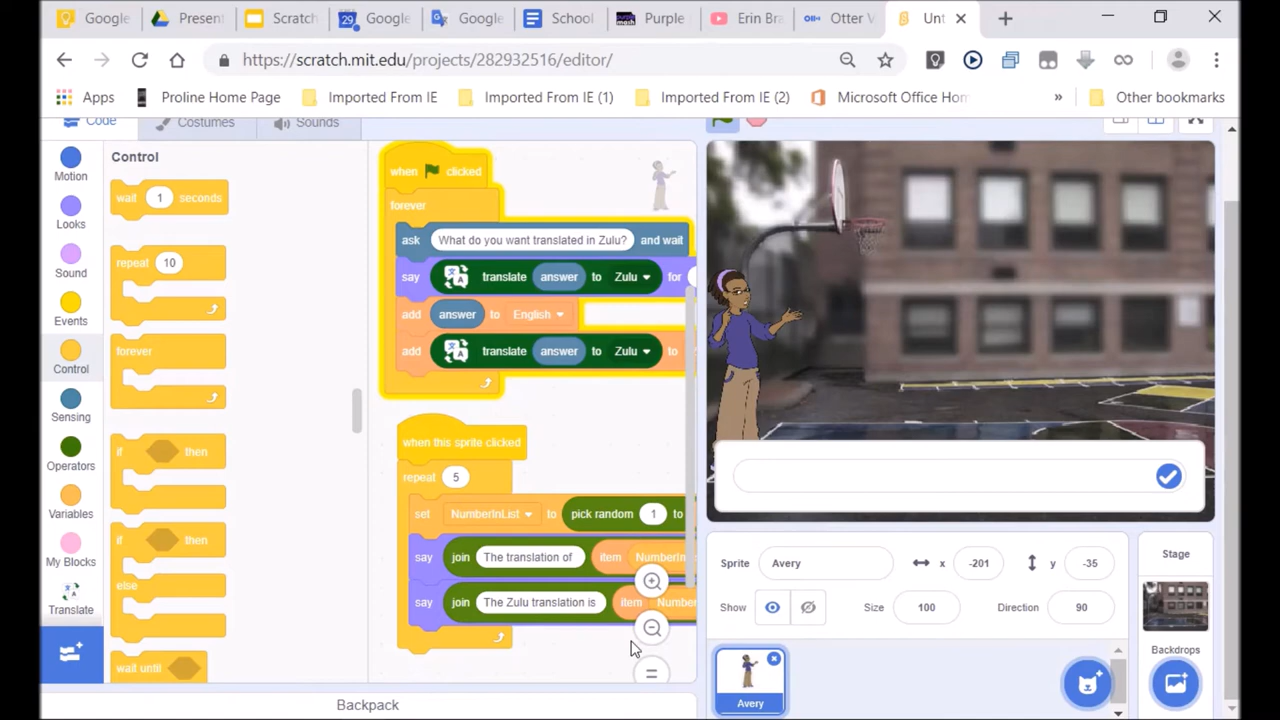 Google
Present
Scratch
29
Google
Google
School
Purple
Erin Bra
Otter V
Unt
https://scratch.mit.edu/projects/282932516/editor/
Apps
Proline Home Page
Imported From IE
Imported From IE (1)
Imported From IE (2)
Microsoft Office Hom
»
Other bookmarks
Code
Costumes
Sounds
Motion
Looks
Sound
Events
Control
Sensing
Operators
Variables
My Blocks
Translate
Control
wait 1 seconds
repeat 10
forever
if then
if then
else
wait until
when clicked
forever
ask What do you want translated in Zulu? and wait
say translate answer to Zulu for
add answer to English
add translate answer to Zulu to
when this sprite clicked
repeat 5
set NumberInList to pick random 1 to
say join The translation of item NumberIn
say join The Zulu translation is item Number
Backpack
Sprite Avery x -201 y -35
Show Size 100 Direction 90
Avery
Stage
Backdrops